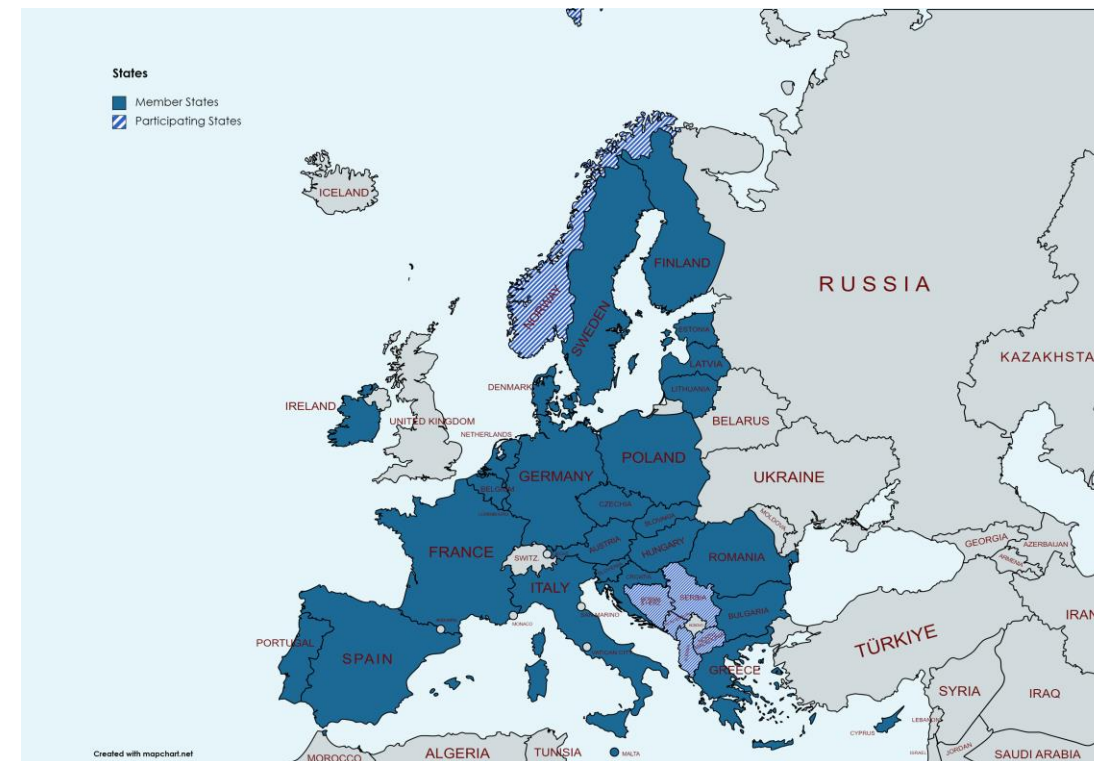 States
Member States
Participating States
ICELAND
NORWAY
SWEDEN
FINLAND
RUSSIA
ESTONIA
LATVIA
LITHUANIA
KAZAKHSTA
DENMARK
IRELAND
UNITED KINGDOM
NETHERLANDS
BELARUS
POLAND
GERMANY
BELGIUM
UKRAINE
CZECHIA
SLOVAKIA
MOLDOVA
FRANCE
SWITZ.
AUSTRIA
HUNGARY
ROMANIA
GEORGIA
AZERBAIJAN
ARMENIA
ITALY
CROATIA
SERBIA
SAN MARINO
MONACO
BULGARIA
PORTUGAL
SPAIN
VATICAN CITY
GREECE
TÜRKIYE
IRAN
SYRIA
IRAQ
CYPRUS
LEBANON
ISRAEL
JORDAN
SAUDI ARABIA
MALTA
TUNISIA
ALGERIA
MOROCCO
Created with mapchart.net